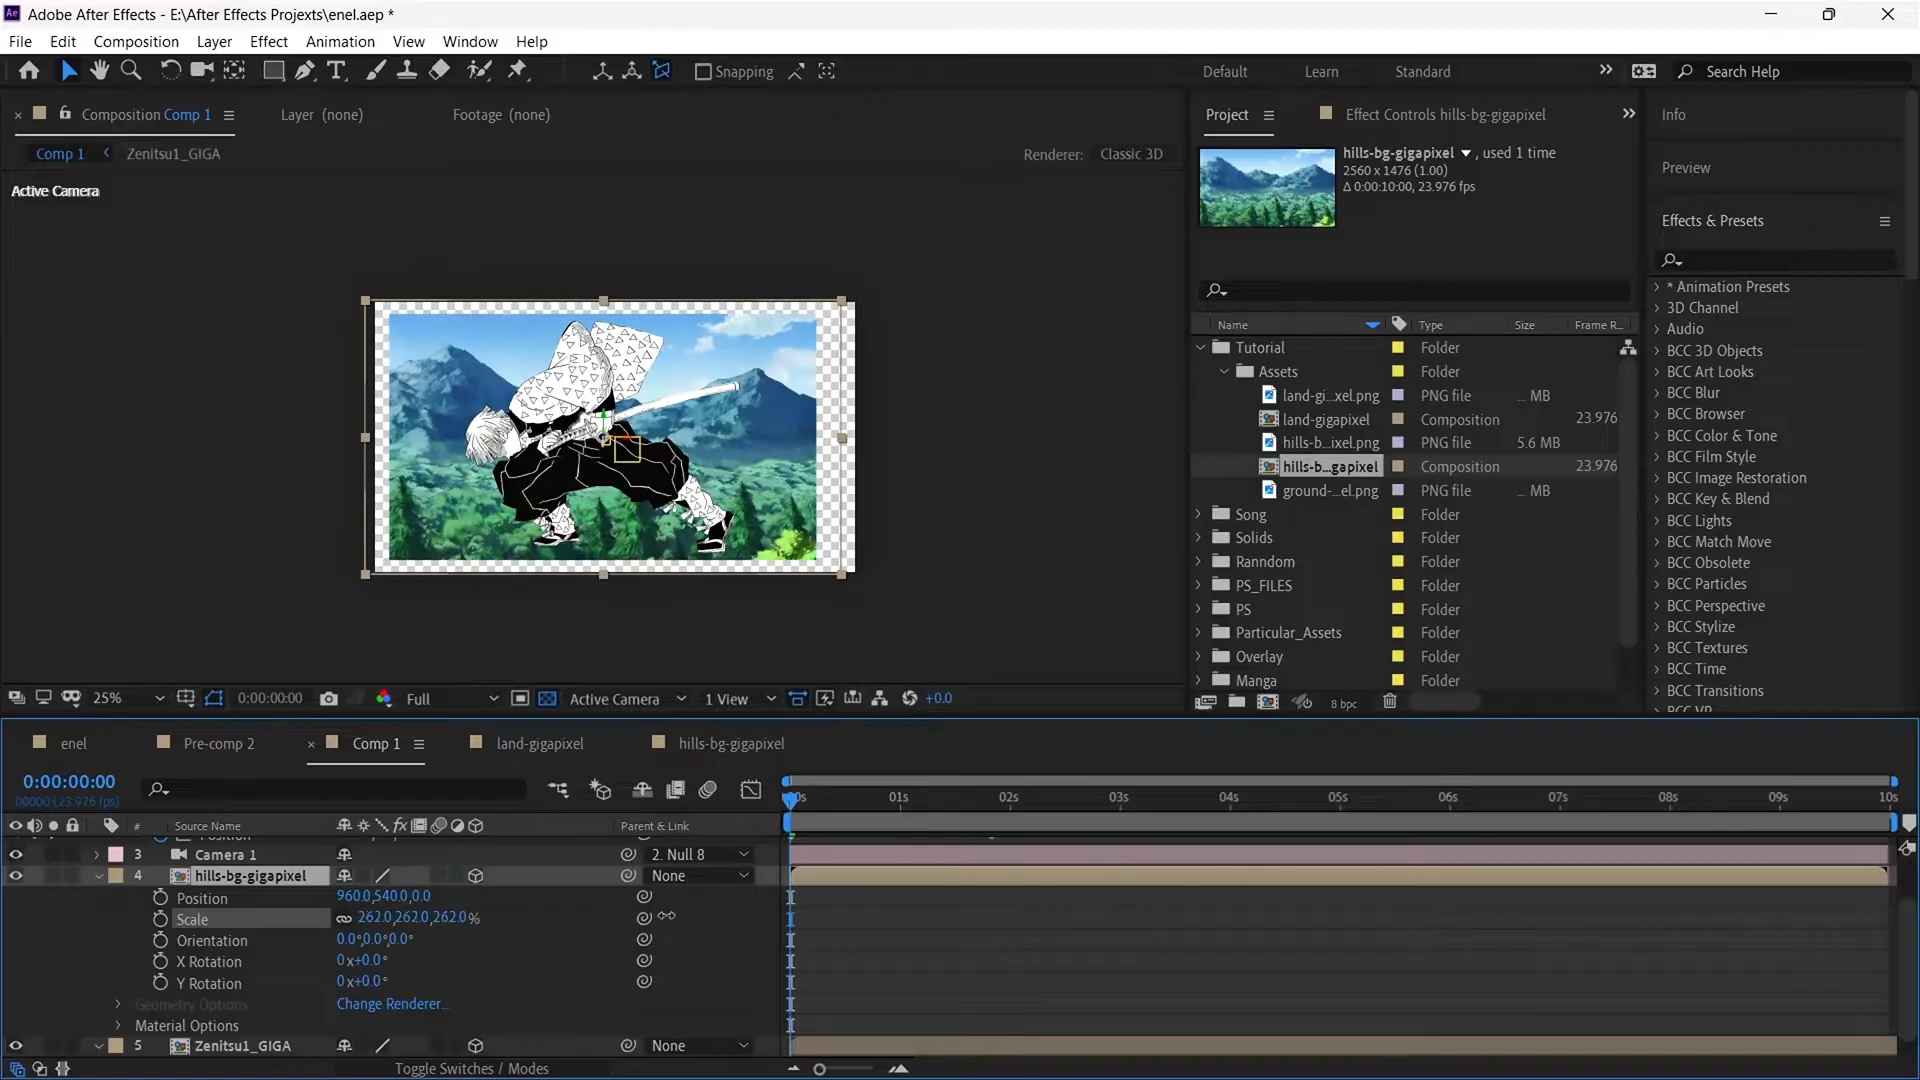 Adobe After Effects - E:\After Effects Projexts\enel.aep *
File Edit Composition Layer Effect Animation View Window Help
Snapping Default Learn Standard Search Help
Composition Comp 1 Layer (none) Footage (none)
Project Effect Controls hills-bg-gigapixel
Info
Comp 1 Zenitsu1_GIGA Renderer: Classic 3D
hills-bg-gigapixel , used 1 time
2560 x 1476 (1.00)
Δ 0:00:10:00, 23.976 fps
Preview
Active Camera
Effects & Presets
Name Type Size Frame R...
Tutorial Folder
Assets Folder
land-gi...xel.png PNG file ... MB
land-gigapixel Composition 23.976
hills-b...ixel.png PNG file 5.6 MB
hills-b...gapixel Composition 23.976
ground-...el.png PNG file ... MB
Song Folder
Solids Folder
Ranndom Folder
PS_FILES Folder
PS Folder
Particular_Assets Folder
Overlay Folder
Manga Folder
8 bpc
* Animation Presets
3D Channel
Audio
BCC 3D Objects
BCC Art Looks
BCC Blur
BCC Browser
BCC Color & Tone
BCC Film Style
BCC Image Restoration
BCC Key & Blend
BCC Lights
BCC Match Move
BCC Obsolete
BCC Particles
BCC Perspective
BCC Stylize
BCC Textures
BCC Time
BCC Transitions
BCC VR
25% 0:00:00:00 Full Active Camera 1 View +0.0
enel Pre-comp 2 Comp 1 land-gigapixel hills-bg-gigapixel
0:00:00:00
00000 (23.976 fps)
00s 01s 02s 03s 04s 05s 06s 07s 08s 09s 10s
# Source Name fx Parent & Link
Position
3 Camera 1 2. Null 8
4 hills-bg-gigapixel None
Position 960.0,540.0,0.0
Scale 262.0,262.0,262.0%
Orientation 0.0°,0.0°,0.0°
X Rotation 0x+0.0°
Y Rotation 0x+0.0°
Geometry Options Change Renderer...
Material Options
5 Zenitsu1_GIGA None
Toggle Switches / Modes